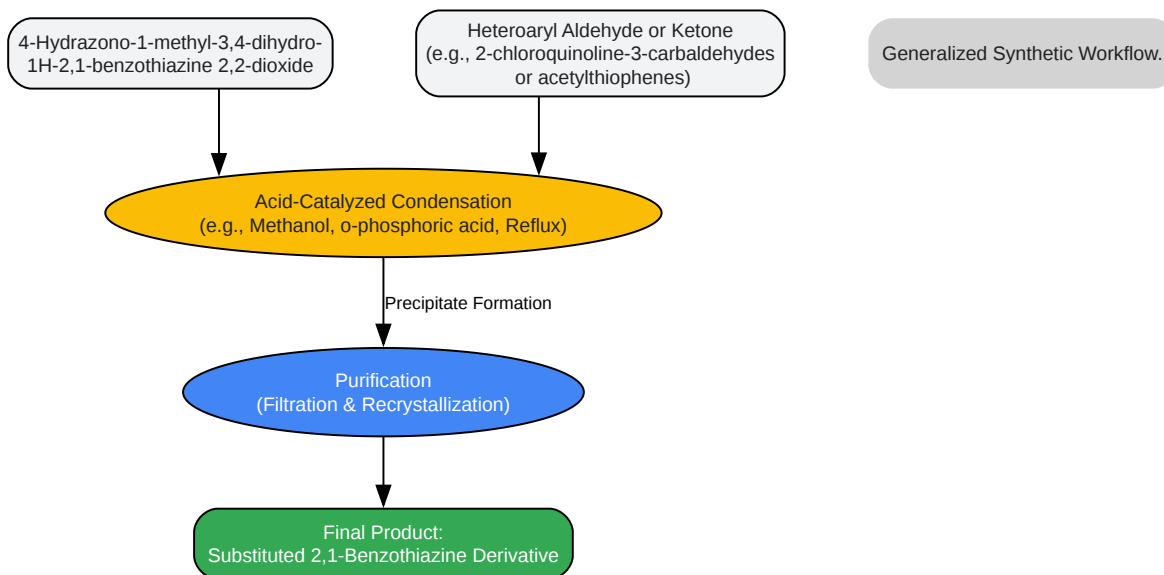 4-Hydrazono-1-methyl-3,4-dihydro-
1H-2,1-benzothiazine 2,2-dioxide
Heteroaryl Aldehyde or Ketone
(e.g., 2-chloroquinoline-3-carbaldehydes
or acetylthiophenes)
Generalized Synthetic Workflow.
Acid-Catalyzed Condensation
(e.g., Methanol, o-phosphoric acid, Reflux)
Precipitate Formation
Purification
(Filtration & Recrystallization)
Final Product:
Substituted 2,1-Benzothiazine Derivative